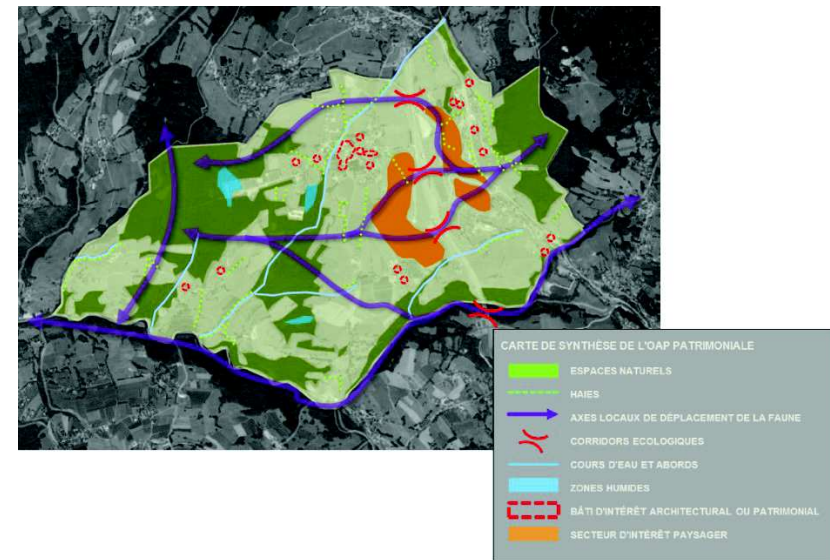 CARTE DE SYNTHÈSE DE L'OAP PATRIMONIALE
ESPACES NATURELS
HAIES
AXES LOCAUX DE DÉPLACEMENT DE LA FAUNE
CORRIDORS ECOLOGIQUES
COURS D'EAU ET ABORDS
ZONES HUMIDES
BÂTI D'INTÉRÊT ARCHITECTURAL OU PATRIMONIAL
SECTEUR D'INTÉRÊT PAYSAGER